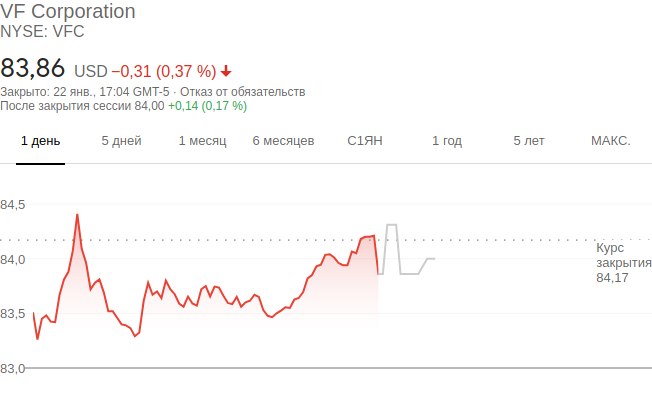 VF Corporation
NYSE: VFC
83,86 USD −0,31 (0,37 %)
Закрыто: 22 янв., 17:04 GMT-5 · Отказ от обязательств
После закрытия сессии 84,00 +0,14 (0,17 %)
1 день 5 дней 1 месяц 6 месяцев С1ЯН 1 год 5 лет МАКС.
84,5
Курс
84,0
закрытия
84,17
83,5
83,0